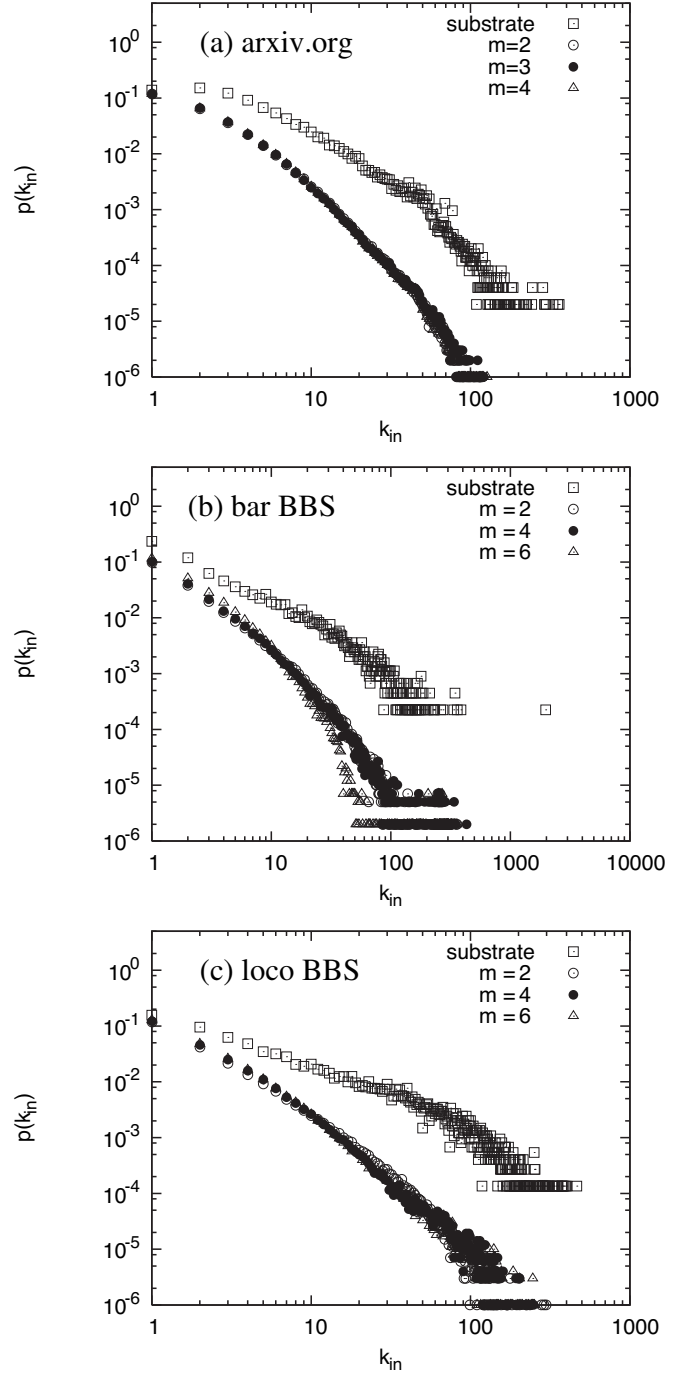 (a) arxiv.org
substrate
m=2
m=3
m=4
10^0
10^-1
10^-2
10^-3
10^-4
10^-5
10^-6
p(k_in)
1 10 100 1000
k_in
(b) bar BBS
substrate
m = 2
m = 4
m = 6
10^0
10^-1
10^-2
10^-3
10^-4
10^-5
10^-6
p(k_in)
1 10 100 1000 10000
k_in
(c) loco BBS
substrate
m = 2
m = 4
m = 6
10^0
10^-1
10^-2
10^-3
10^-4
10^-5
10^-6
p(k_in)
1 10 100 1000
k_in